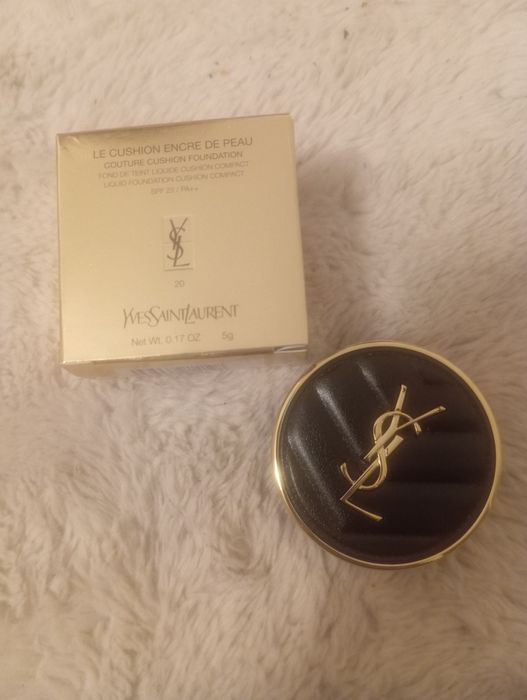 LE CUSHION ENCRE DE PEAU
COUTURE CUSHION FOUNDATION
FOND DE TEINT LIQUIDE CUSHION COMPACT
LIQUID FOUNDATION CUSHION COMPACT
SPF 23 / PA++
YSL
20
YVESSAINTLAURENT
Net Wt. 0.17 OZ 5g
YSL